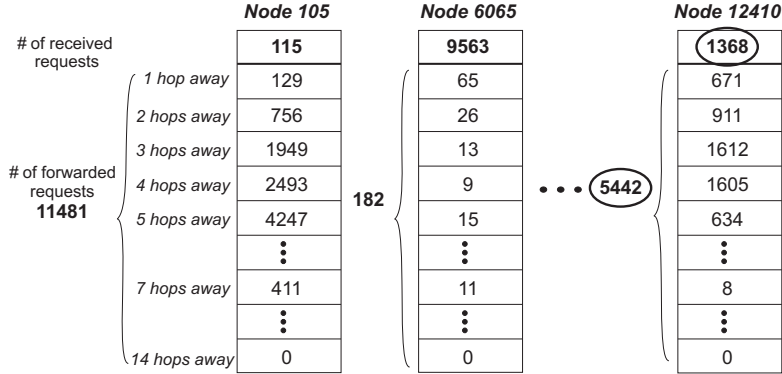 Node 105 Node 6065 Node 12410
# of received requests 115 9563 1368
1 hop away 129 65 671
2 hops away 756 26 911
3 hops away 1949 13 1612
# of forwarded requests 11481
4 hops away 2493 182 9 5442 1605
5 hops away 4247 15 634
7 hops away 411 11 8
14 hops away 0 0 0